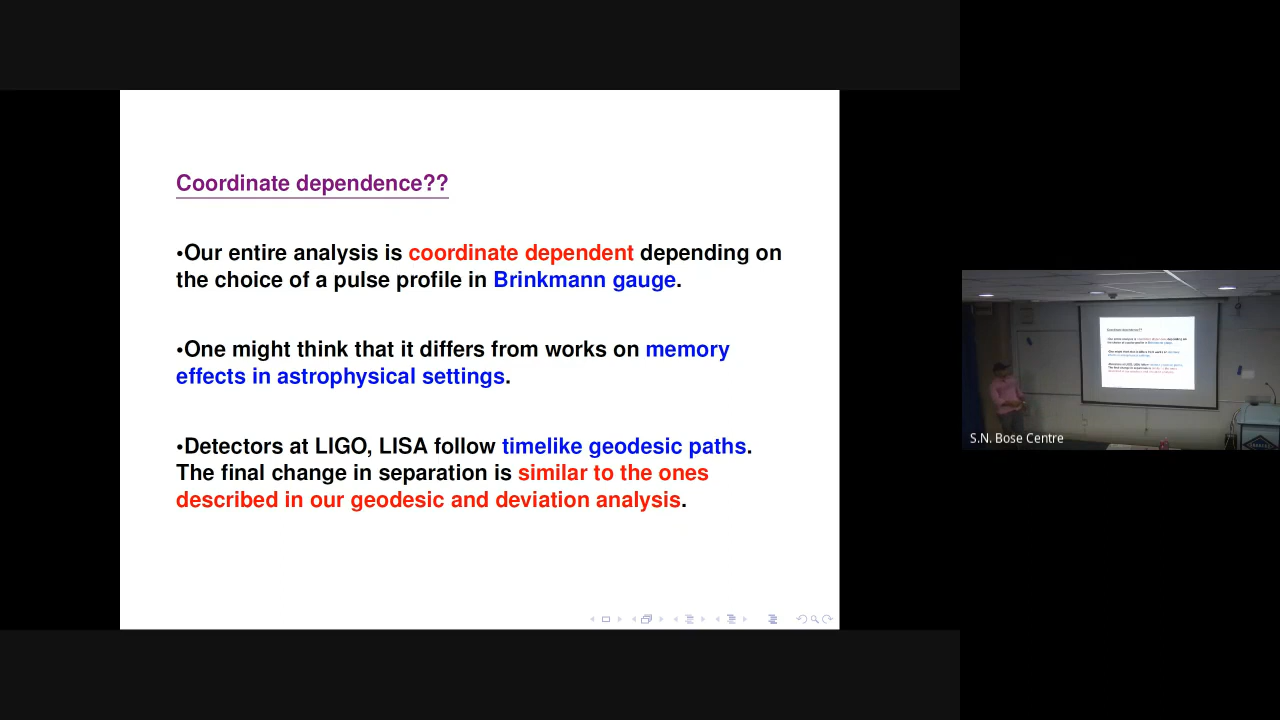 Coordinate dependence??
•Our entire analysis is coordinate dependent depending on
the choice of a pulse profile in Brinkmann gauge.
•One might think that it differs from works on memory
effects in astrophysical settings.
•Detectors at LIGO, LISA follow timelike geodesic paths.
The final change in separation is similar to the ones
described in our geodesic and deviation analysis.
S.N. Bose Centre